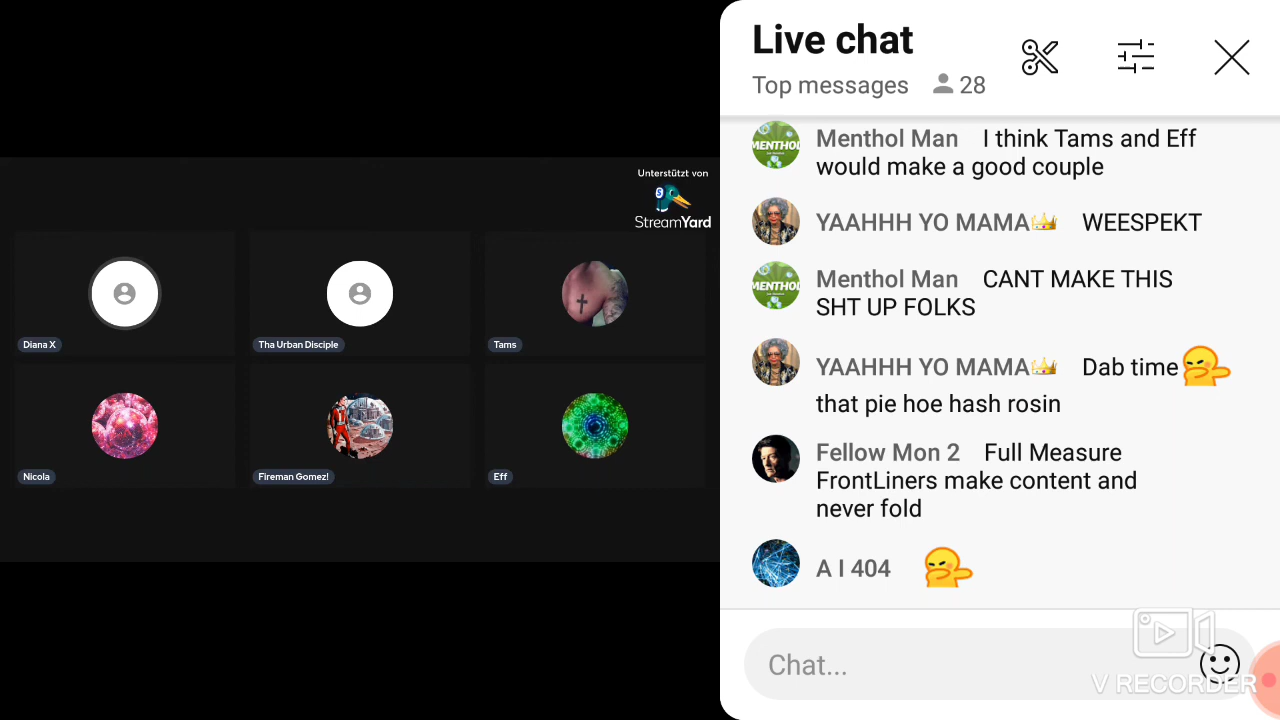 Unterstützt von
StreamYard
Diana X
Tha Urban Disciple
Tams
Nicola
Fireman Gomezl
Eff
Live chat
Top messages 28
MENTHOL
Menthol Man I think Tams and Eff
would make a good couple
YAAHHH YO MAMA👑 WEESPEKT
MENTHOL
Menthol Man CANT MAKE THIS
SHT UP FOLKS
YAAHHH YO MAMA👑 Dab time
that pie hoe hash rosin
Fellow Mon 2 Full Measure
FrontLiners make content and
never fold
A I 404
Chat...
V RECORDER